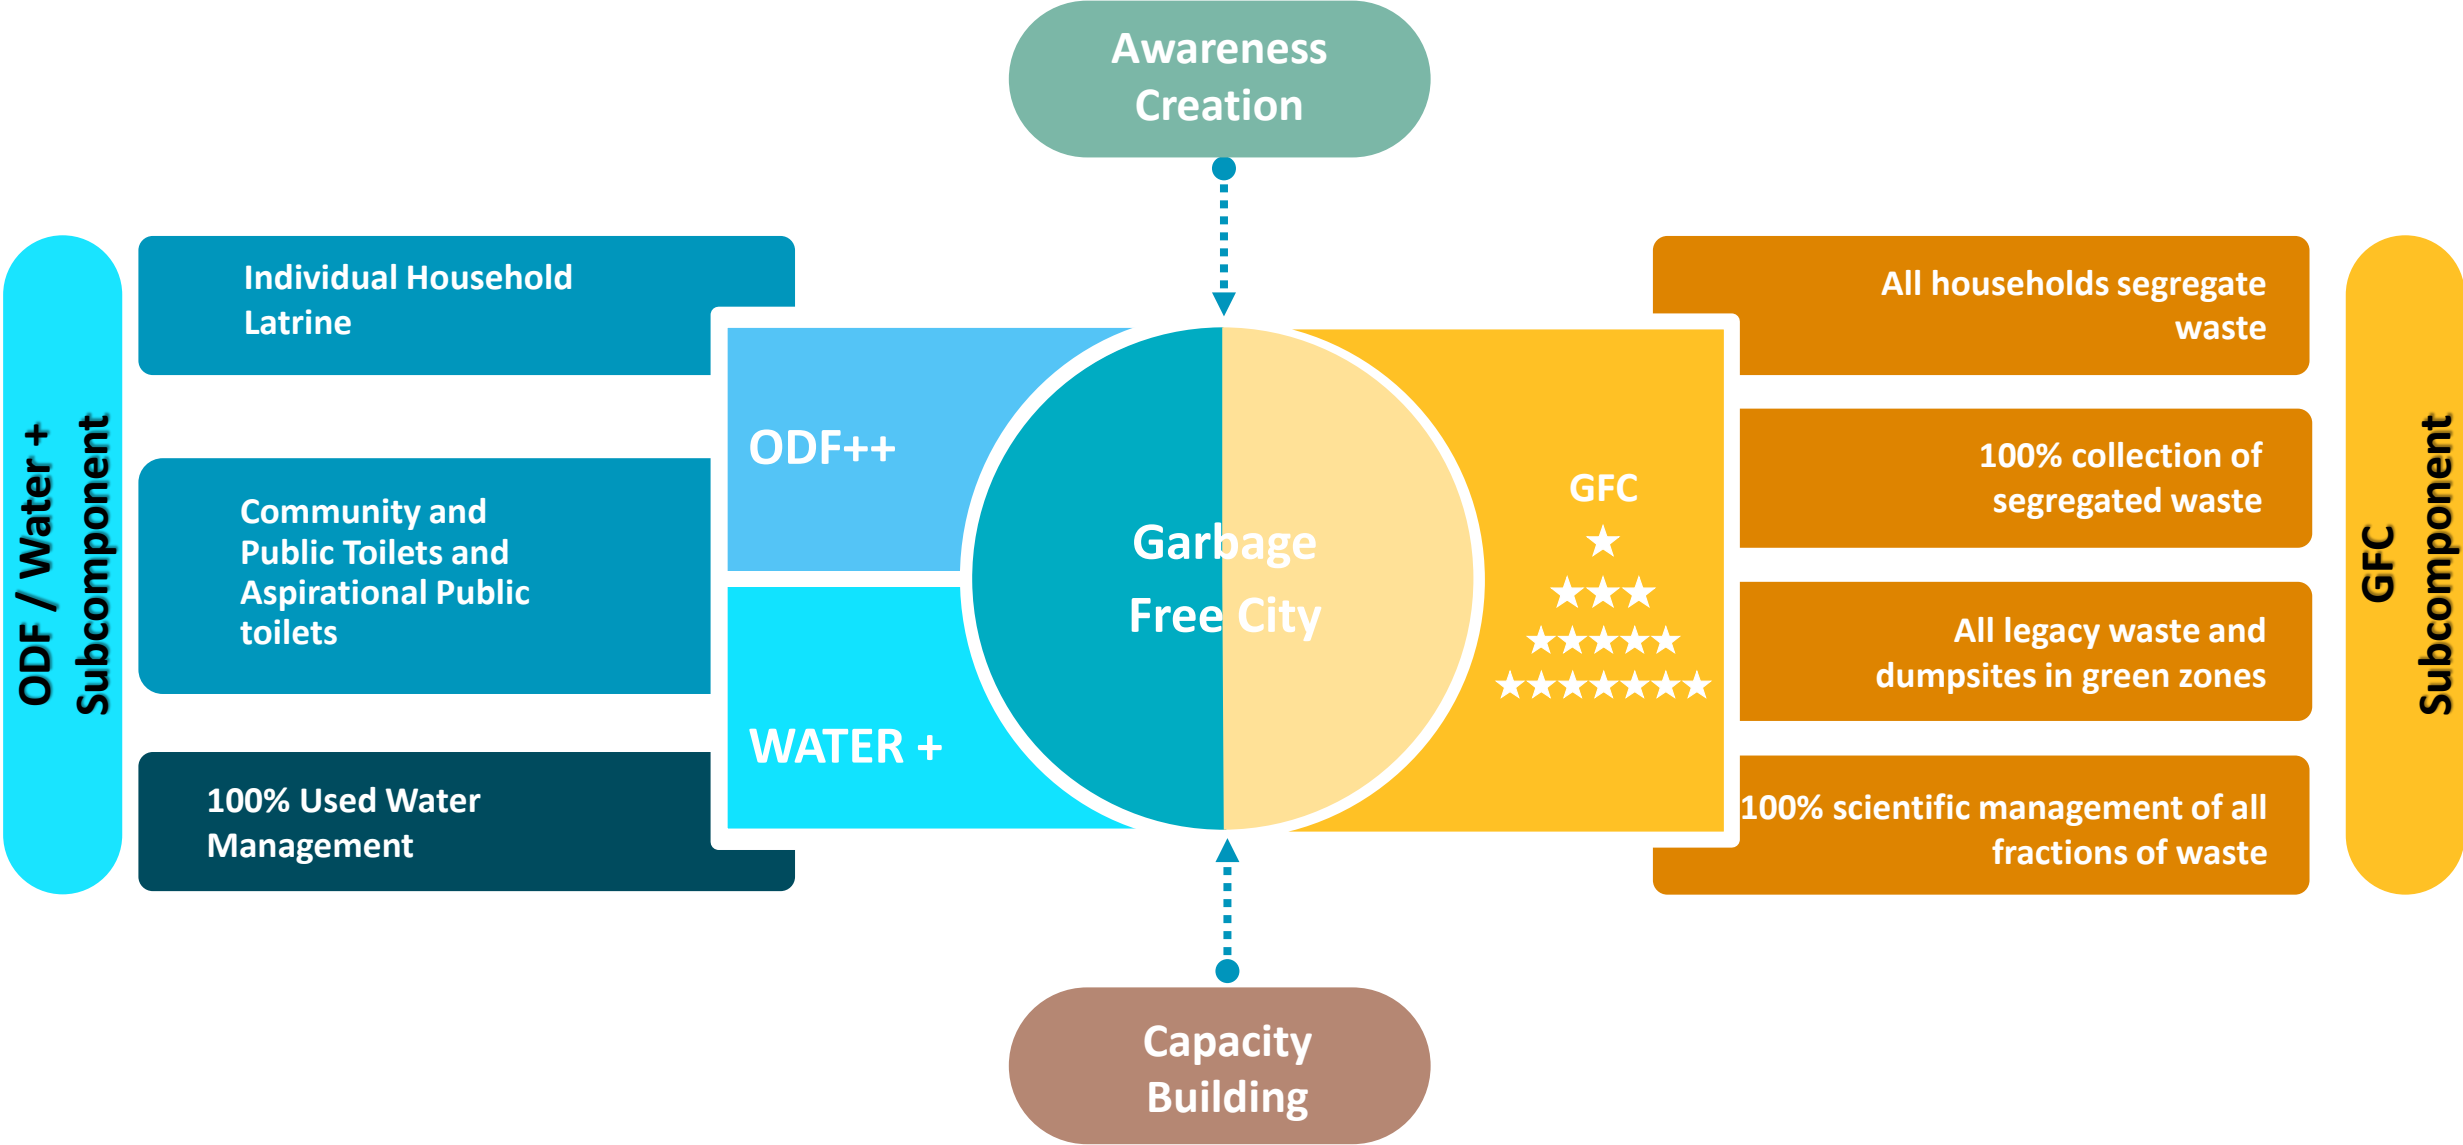 Awareness
Creation
ODF / Water +
Subcomponent
Individual Household
Latrine
Community and
Public Toilets and
Aspirational Public
toilets
100% Used Water
Management
ODF++
WATER +
Garbage
Free City
GFC
★
★★★
★★★★★
★★★★★★★
All households segregate
waste
100% collection of
segregated waste
All legacy waste and
dumpsites in green zones
100% scientific management of all
fractions of waste
GFC
Subcomponent
Capacity
Building